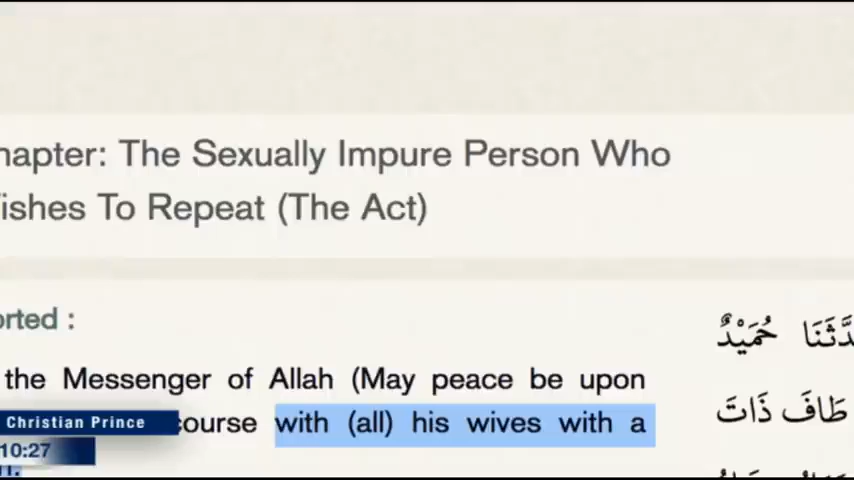 hapter: The Sexually Impure Person Who
ishes To Repeat (The Act)
orted :
the Messenger of Allah (May peace be upon
course with (all) his wives with a
Christian Prince
10:27
حُمَيْدٌ
طَافَ ذَاتَ